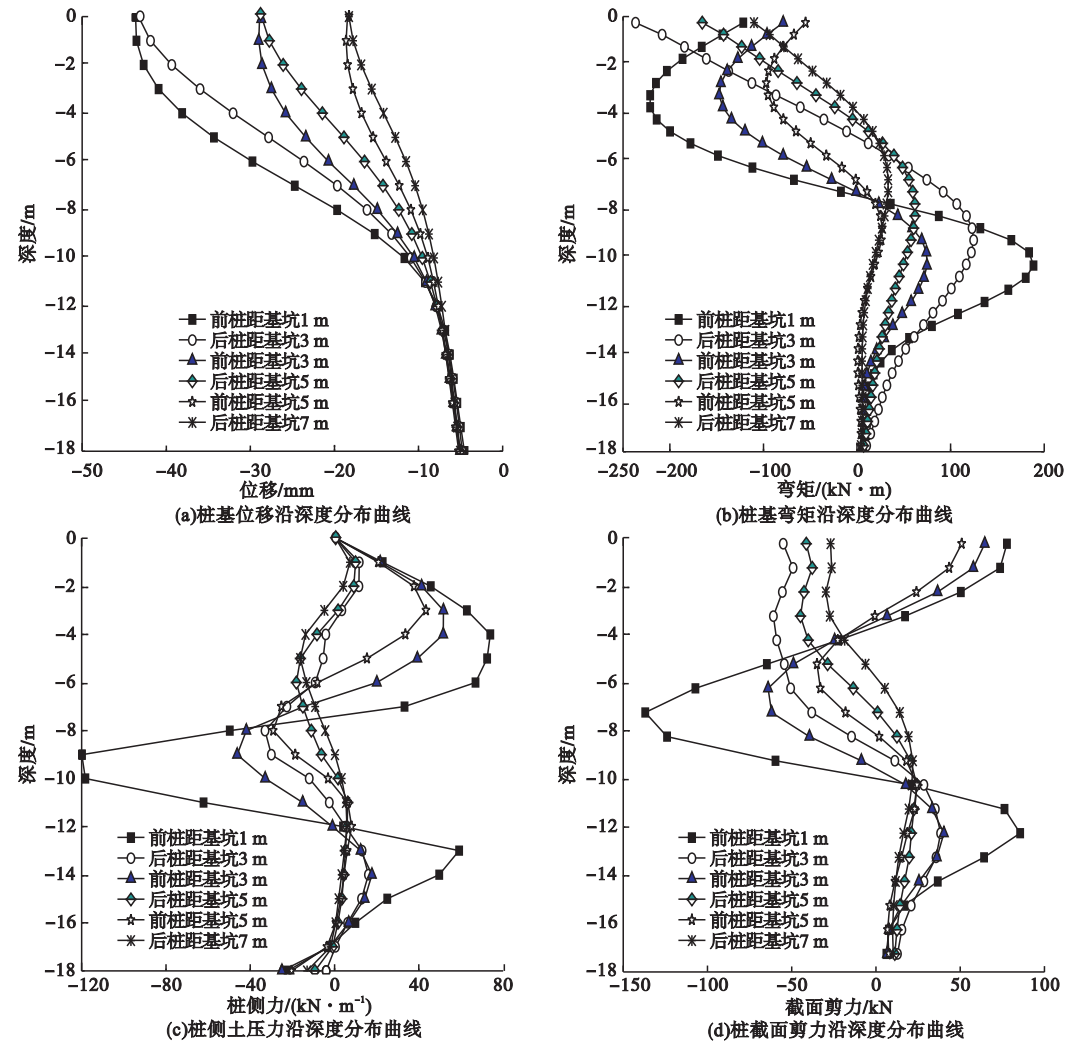 0
−2
−4
−6
−8
−10
−12
−14
−16
−18
深度/m
前桩距基坑1 m
后桩距基坑3 m
前桩距基坑3 m
后桩距基坑5 m
前桩距基坑5 m
后桩距基坑7 m
−50 −40 −30 −20 −10 0
位移/mm
(a)桩基位移沿深度分布曲线
0
−2
−4
−6
−8
−10
−12
−14
−16
−18
深度/m
前桩距基坑1 m
后桩距基坑3 m
前桩距基坑3 m
后桩距基坑5 m
前桩距基坑5 m
后桩距基坑7 m
−250 −200 −100 0 50 100 200
弯矩/(kN·m)
(b)桩基弯矩沿深度分布曲线
0
−2
−4
−6
−8
−10
−12
−14
−16
−18
深度/m
前桩距基坑1 m
后桩距基坑3 m
前桩距基坑3 m
后桩距基坑5 m
前桩距基坑5 m
后桩距基坑7 m
−120 −80 −40 0 40 80
桩侧力/(kN·m⁻¹)
(c)桩侧土压力沿深度分布曲线
0
−2
−4
−6
−8
−10
−12
−14
−16
−18
深度/m
前桩距基坑1 m
后桩距基坑3 m
前桩距基坑3 m
后桩距基坑5 m
前桩距基坑5 m
后桩距基坑7 m
−150 −100 −50 0 50 100
截面剪力/kN
(d)桩截面剪力沿深度分布曲线